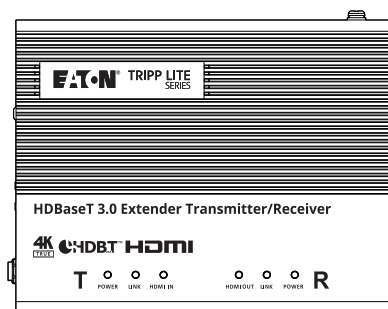 EATON® TRIPP LITE
SERIES
HDBaseT 3.0 Extender Transmitter/Receiver
4K
TRUE
HDBT™ HDMI
T POWER LINK HDMI IN HDMI OUT LINK POWER R